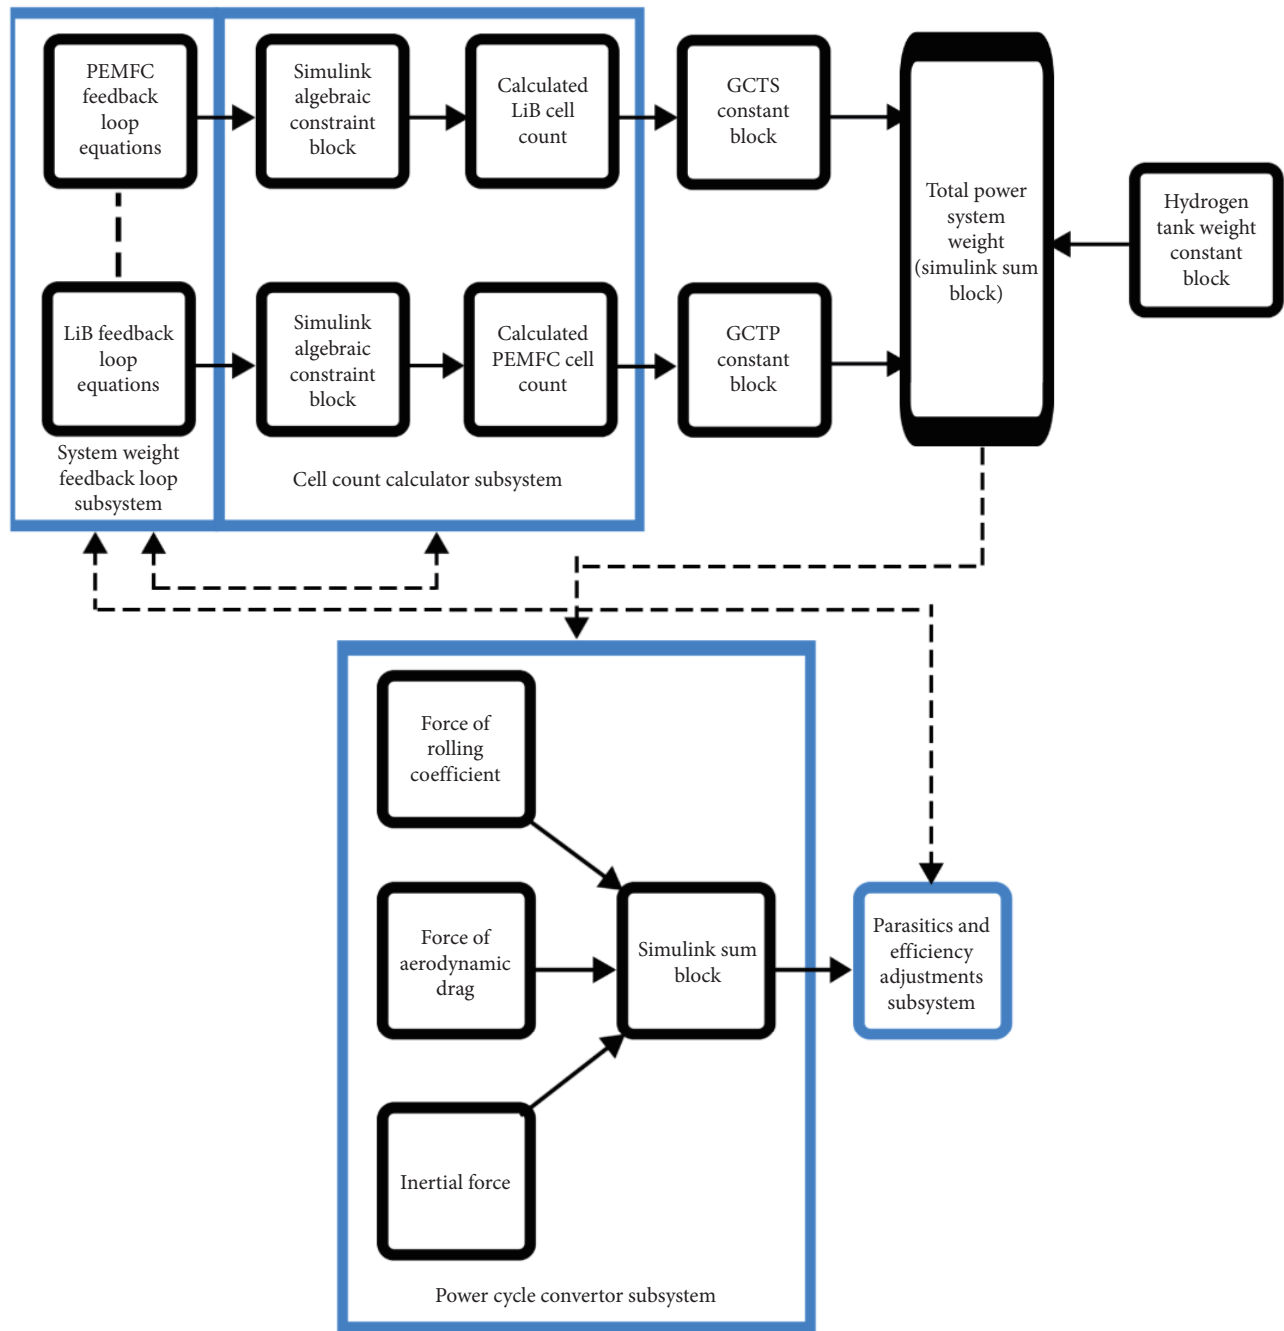 PEMFC
feedback
loop
equations
Simulink
algebraic
constraint
block
Calculated
LiB cell
count
GCTS
constant
block
Total power
system
weight
(simulink sum
block)
Hydrogen
tank weight
constant
block
LiB feedback
loop
equations
Simulink
algebraic
constraint
block
Calculated
PEMFC cell
count
GCTP
constant
block
System weight
feedback loop
subsystem
Cell count calculator subsystem
Force of
rolling
coefficient
Force of
aerodynamic
drag
Inertial force
Simulink sum
block
Parasitics and
efficiency
adjustments
subsystem
Power cycle convertor subsystem